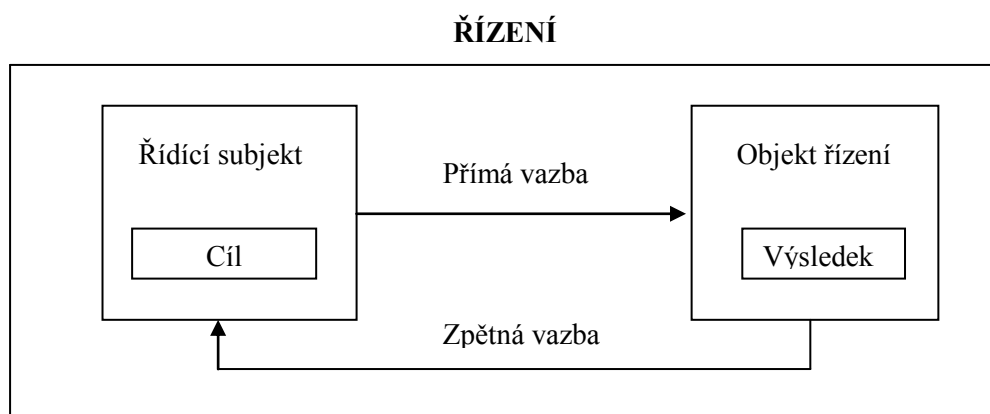 ŘÍZENÍ
Řídící subjekt
Objekt řízení
Přímá vazba
Cíl
Výsledek
Zpětná vazba